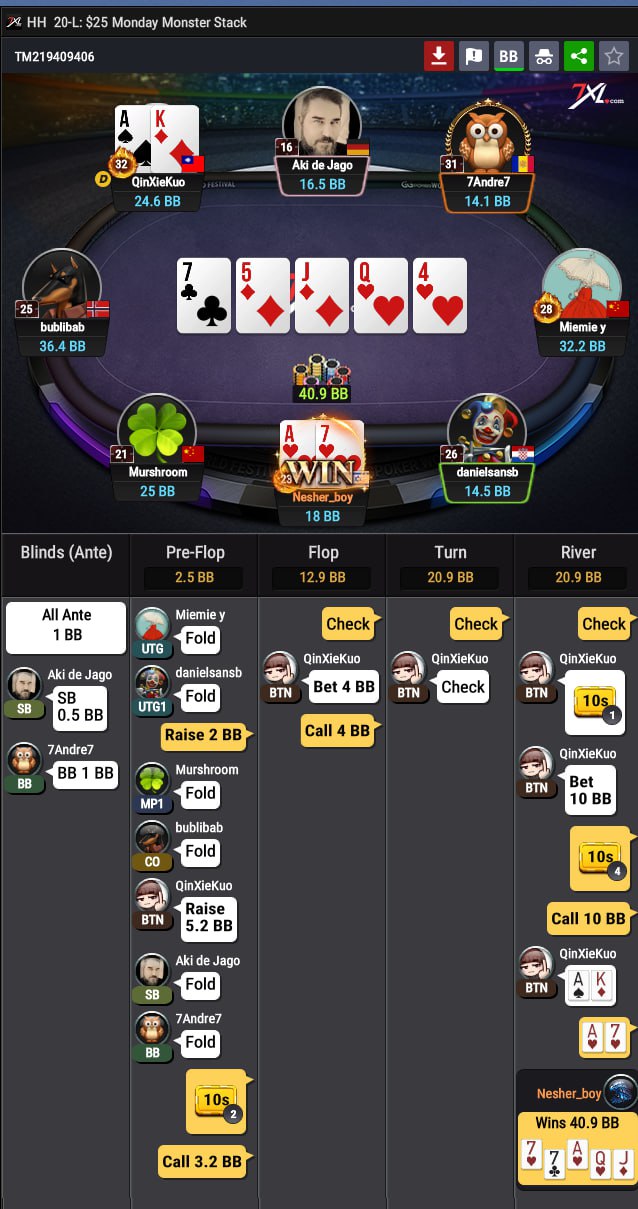 HH 20-L: $25 Monday Monster Stack
TM219409406
BB
7XL.com
A K
32
D
QinXieKuo
24.6 BB
16
Aki de Jago
16.5 BB
31
7Andre7
14.1 BB
25
bublibab
36.4 BB
7 5 J Q 4
28
Miemie y
32.2 BB
40.9 BB
21
Murshroom
25 BB
A 7
WIN
Nesher_boy
18 BB
26
danielsansb
14.5 BB
Blinds (Ante)
All Ante
1 BB
Aki de Jago
SB
SB
0.5 BB
7Andre7
BB
BB 1 BB
Pre-Flop
2.5 BB
Miemie y
UTG
Fold
danielsansb
UTG1
Fold
Raise 2 BB
Murshroom
MP1
Fold
bublibab
CO
Fold
QinXieKuo
BTN
Raise
5.2 BB
Aki de Jago
SB
Fold
7Andre7
BB
Fold
10s
2
Call 3.2 BB
Flop
12.9 BB
Check
QinXieKuo
BTN
Bet 4 BB
Call 4 BB
Turn
20.9 BB
Check
QinXieKuo
BTN
Check
River
20.9 BB
Check
QinXieKuo
BTN
10s
1
QinXieKuo
BTN
Bet
10 BB
10s
4
Call 10 BB
QinXieKuo
BTN
A K
A 7
Nesher_boy
Wins 40.9 BB
7 7 A Q J